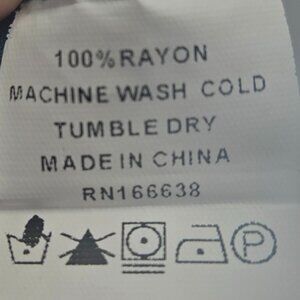 100% RAYON
MACHINE WASH COLD
TUMBLE DRY
MADE IN CHINA
RN166638
P